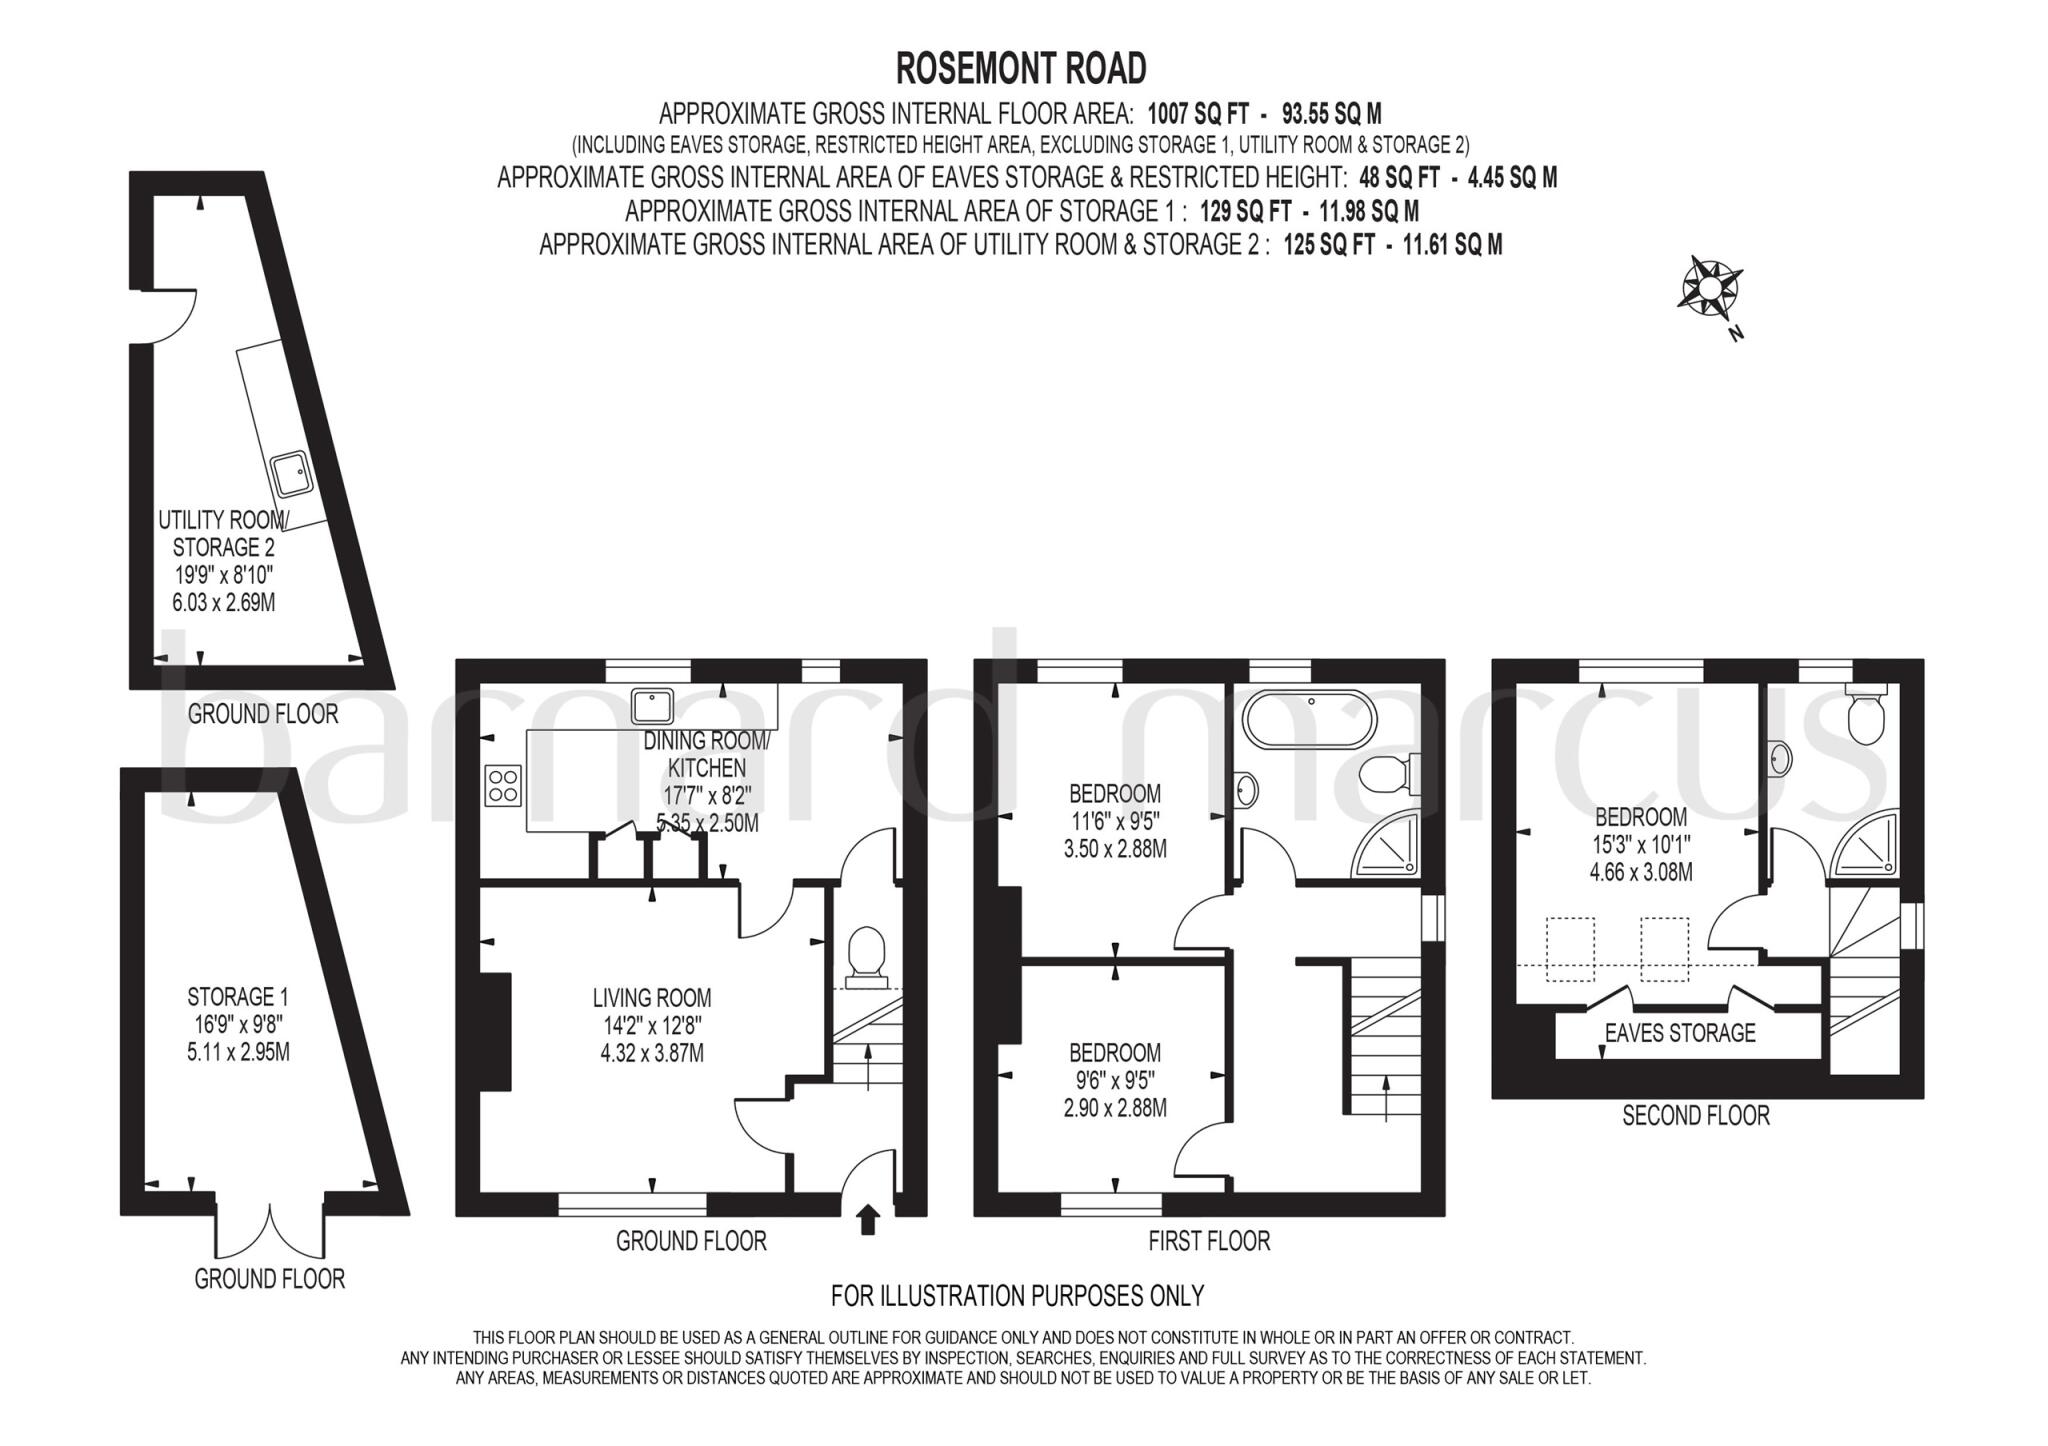 ROSEMONT ROAD
APPROXIMATE GROSS INTERNAL FLOOR AREA: 1007 SQ FT - 93.55 SQ M
(INCLUDING EAVES STORAGE, RESTRICTED HEIGHT AREA, EXCLUDING STORAGE 1, UTILITY ROOM & STORAGE 2)
APPROXIMATE GROSS INTERNAL AREA OF EAVES STORAGE & RESTRICTED HEIGHT: 48 SQ FT - 4.45 SQ M
APPROXIMATE GROSS INTERNAL AREA OF STORAGE 1 : 129 SQ FT - 11.98 SQ M
APPROXIMATE GROSS INTERNAL AREA OF UTILITY ROOM & STORAGE 2 : 125 SQ FT - 11.61 SQ M
N
UTILITY ROOM/
STORAGE 2
19'9" x 8'10"
6.03 x 2.69M
GROUND FLOOR
barnard marcus
STORAGE 1
16'9" x 9'8"
5.11 x 2.95M
GROUND FLOOR
DINING ROOM/
KITCHEN
17'7" x 8'2"
5.35 x 2.50M
LIVING ROOM
14'2" x 12'8"
4.32 x 3.87M
GROUND FLOOR
BEDROOM
11'6" x 9'5"
3.50 x 2.88M
BEDROOM
9'6" x 9'5"
2.90 x 2.88M
FIRST FLOOR
BEDROOM
15'3" x 10'1"
4.66 x 3.08M
EAVES STORAGE
SECOND FLOOR
FOR ILLUSTRATION PURPOSES ONLY
THIS FLOOR PLAN SHOULD BE USED AS A GENERAL OUTLINE FOR GUIDANCE ONLY AND DOES NOT CONSTITUTE IN WHOLE OR IN PART AN OFFER OR CONTRACT.
ANY INTENDING PURCHASER OR LESSEE SHOULD SATISFY THEMSELVES BY INSPECTION, SEARCHES, ENQUIRIES AND FULL SURVEY AS TO THE CORRECTNESS OF EACH STATEMENT.
ANY AREAS, MEASUREMENTS OR DISTANCES QUOTED ARE APPROXIMATE AND SHOULD NOT BE USED TO VALUE A PROPERTY OR BE THE BASIS OF ANY SALE OR LET.